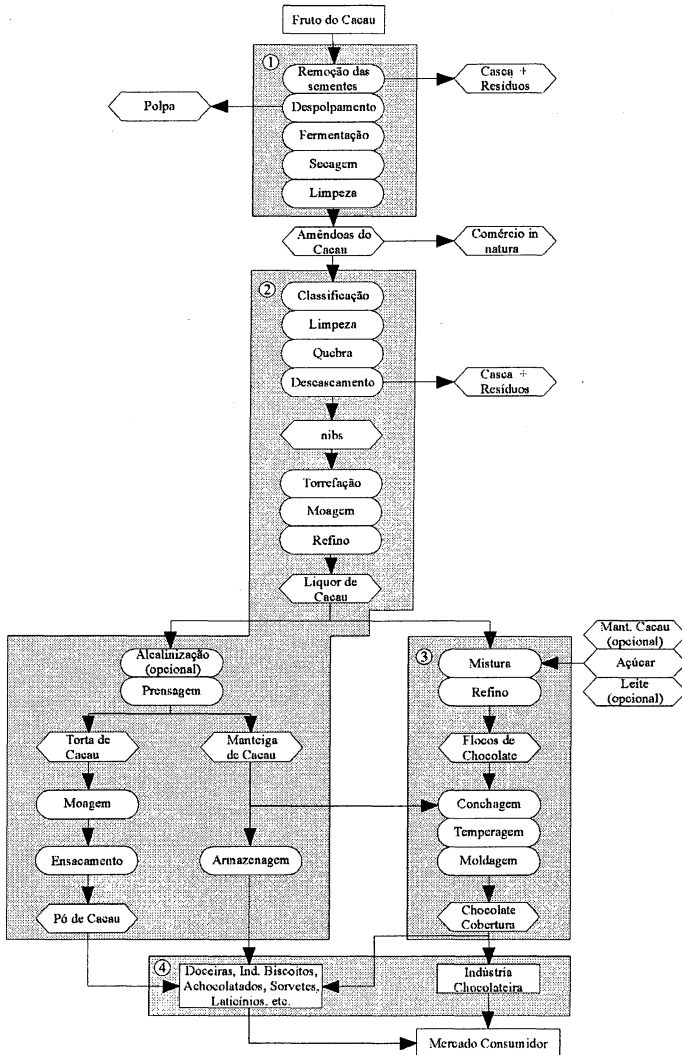 Fruto do Cacau
1
Remoção das
sementes
Casca +
Resíduos
Polpa
Despolpamento
Fermentação
Secagem
Limpeza
Amêndoas do
Cacau
Comércio in
natura
2
Classificação
Limpeza
Quebra
Descascamento
Casca +
Resíduos
nibs
Torrefação
Moagem
Refino
Líquor de
Cacau
Alcalinização
(opcional)
Prensagem
Torta de
Cacau
Manteiga
de Cacau
Moagem
Ensacamento
Armazenagem
Pó de Cacau
3
Mistura
Refino
Mant. Cacau
(opcional)
Açúcar
Leite
(opcional)
Flocos de
Chocolate
Conchagem
Temperagem
Moldagem
Chocolate
Cobertura
4
Doceiras, Ind. Biscoitos,
Achocolatados, Sorvetes,
Laticínios, etc.
Indústria
Chocolateira
Mercado Consumidor